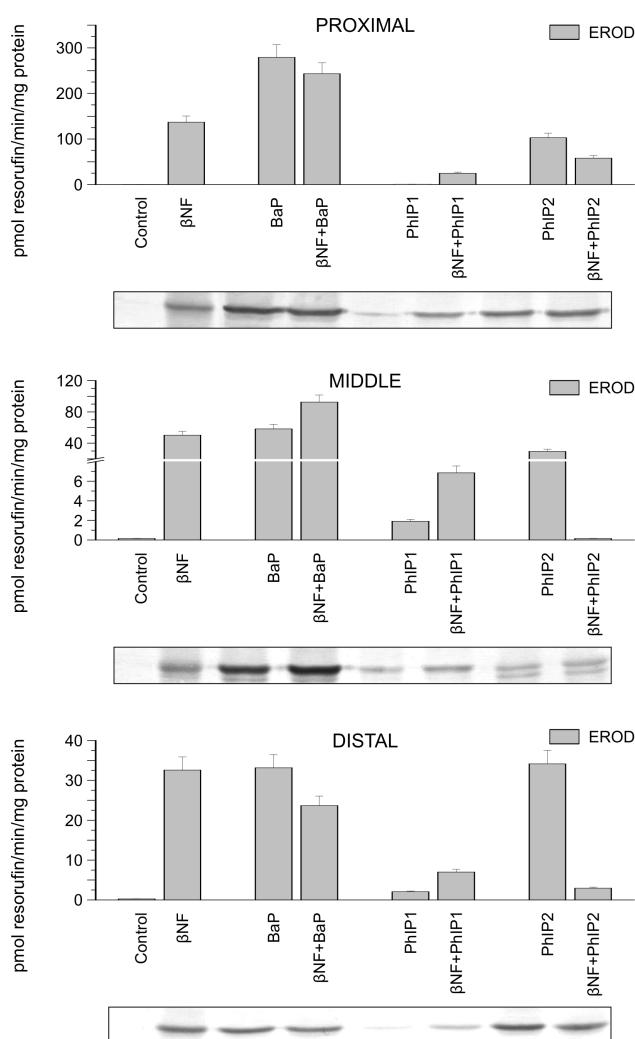 PROXIMAL
EROD
pmol resorufin/min/mg protein
300
200
100
0
Control
βNF
BaP
βNF+BaP
PhIP1
βNF+PhIP1
PhIP2
βNF+PhIP2
MIDDLE
EROD
pmol resorufin/min/mg protein
120
80
40
6
4
2
0
Control
βNF
BaP
βNF+BaP
PhIP1
βNF+PhIP1
PhIP2
βNF+PhIP2
DISTAL
EROD
pmol resorufin/min/mg protein
40
30
20
10
0
Control
βNF
BaP
βNF+BaP
PhIP1
βNF+PhIP1
PhIP2
βNF+PhIP2